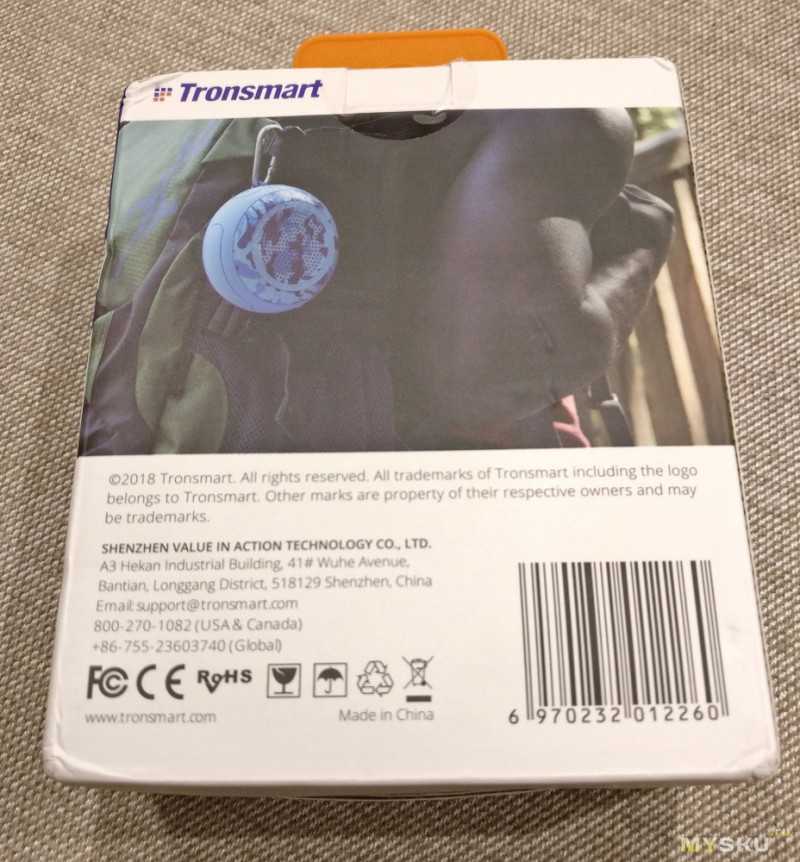 Tronsmart
©2018 Tronsmart. All rights reserved. All trademarks of Tronsmart including the logo
belongs to Tronsmart. Other marks are property of their respective owners and may
be trademarks.
SHENZHEN VALUE IN ACTION TECHNOLOGY CO., LTD.
A3 Hekan Industrial Building, 41# Wuhe Avenue,
Bantian, Longgang District, 518129 Shenzhen, China
Email: support@tronsmart.com
800-270-1082 (USA & Canada)
+86-755-23603740 (Global)
FC CE RoHS
www.tronsmart.com Made in China
6 970232 012260
MYSKU.ru